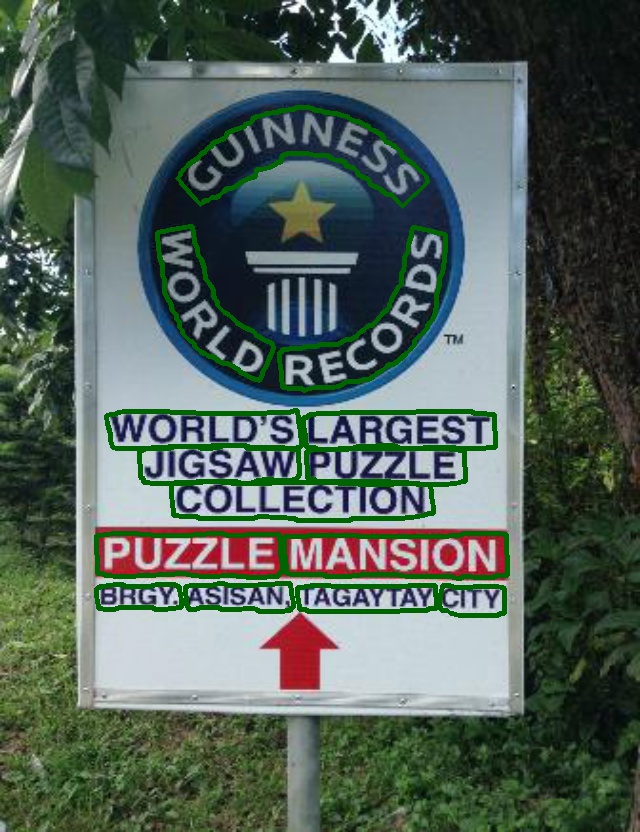 GUINNESS
WORLD RECORDS
TM
WORLD'S LARGEST
JIGSAW PUZZLE
COLLECTION
PUZZLE MANSION
BRGY. ASISAN, TAGAYTAY CITY